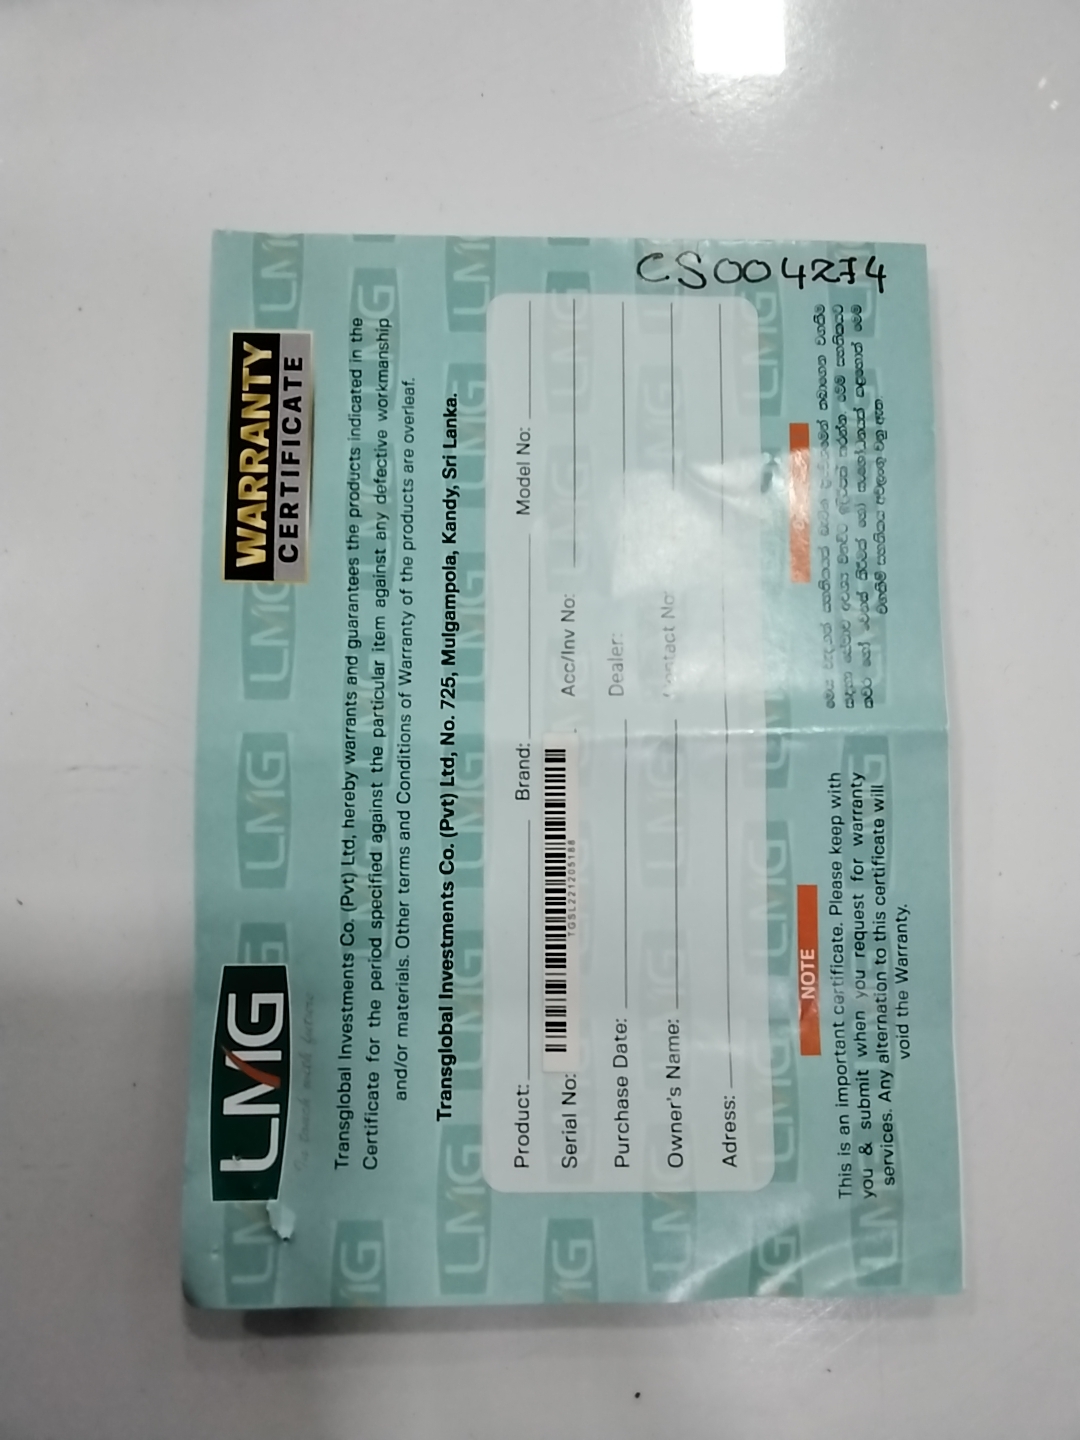 LMG
WARRANTY
CERTIFICATE
Transglobal Investments Co. (Pvt) Ltd, hereby warrants and guarantees the products indicated in the
Certificate for the period specified against the particular item against any defective workmanship
and/or materials. Other terms and Conditions of Warranty of the products are overleaf.
Transglobal Investments Co. (Pvt) Ltd, No. 725, Mulgampola, Kandy, Sri Lanka.
Product: Brand: Model No:
Serial No: Acc/Inv No:
TGSL221205188
Purchase Date: Dealer:
Owner's Name: Contact No:
Adress:
CS004274
NOTE
This is an important certificate. Please keep with
you & submit when you request for warranty
services. Any alternation to this certificate will
void the Warranty.